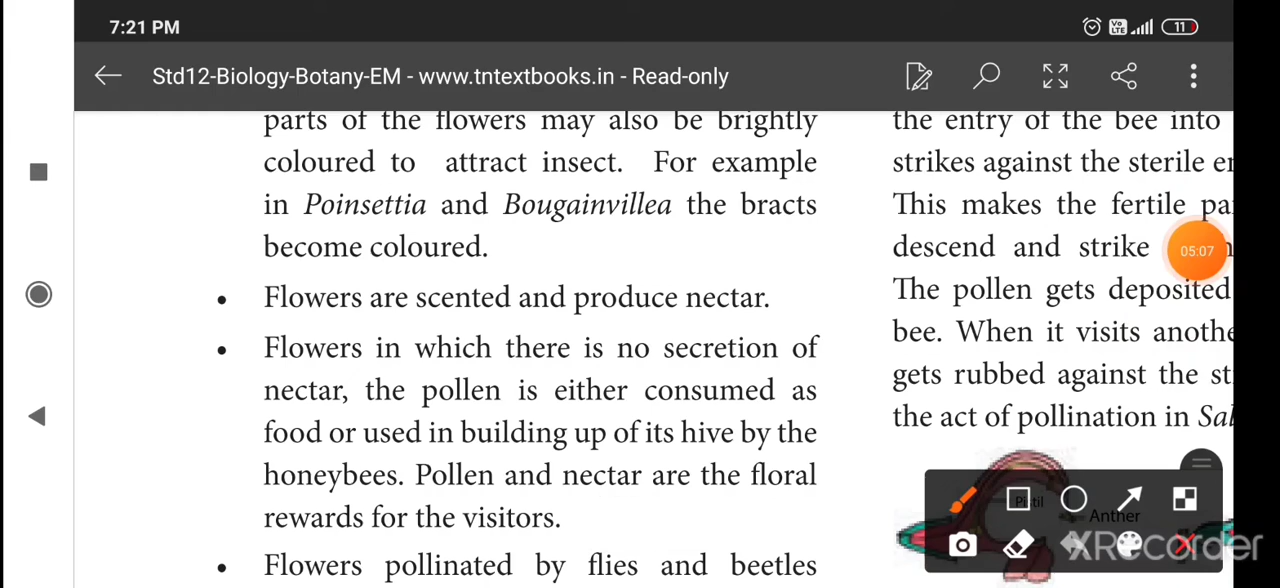 7:21 PM
Vo LTE
11
Std12-Biology-Botany-EM - www.tntextbooks.in - Read-only
parts of the flowers may also be brightly
coloured to attract insect. For example
in Poinsettia and Bougainvillea the bracts
become coloured.
• Flowers are scented and produce nectar.
• Flowers in which there is no secretion of
nectar, the pollen is either consumed as
food or used in building up of its hive by the
honeybees. Pollen and nectar are the floral
rewards for the visitors.
• Flowers pollinated by flies and beetles
the entry of the bee into
strikes against the sterile
This makes the fertile
descend and strike
05:07
The pollen gets deposited
bee. When it visits
gets rubbed against the
the act of pollination in
Pistil
Anther
XRecorder